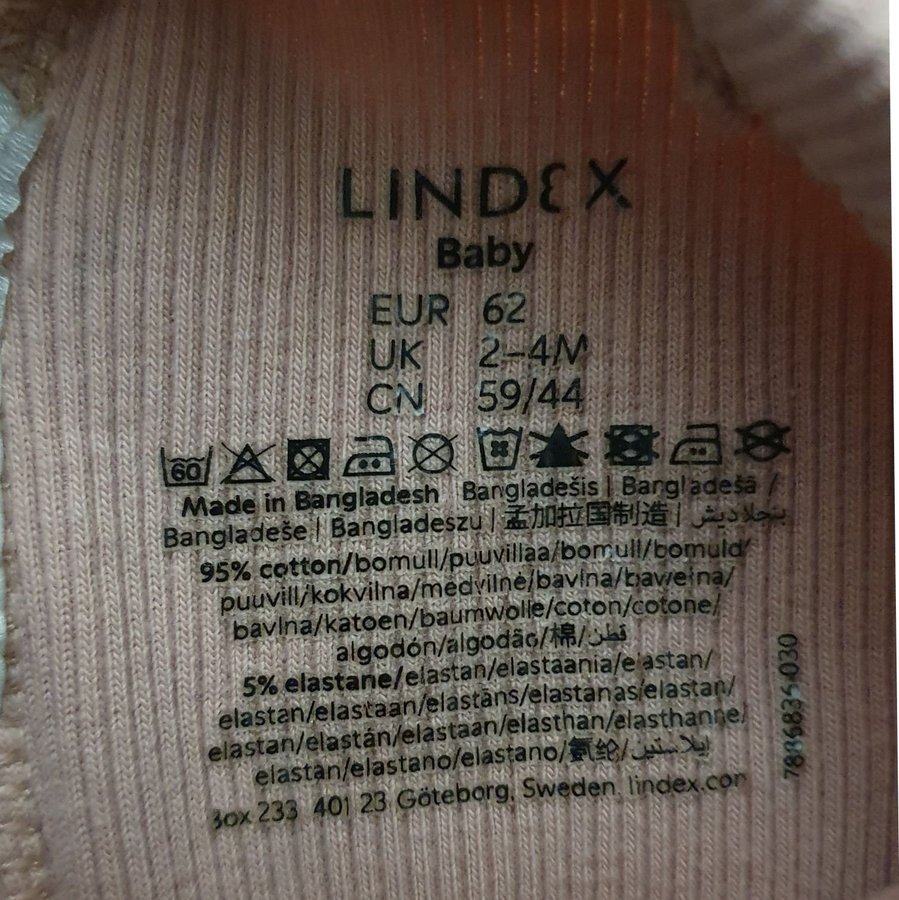 LINDEX
Baby
EUR 62
UK 2-4M
CN 59/44
60
Made in Bangladesh Bangladešis | Bangladešā /
Bangladeše | Bangladeszu | 孟加拉国制造 | بنجلاديش
95% cotton/bomull/puuvillaa/bomull/bomuld/
puuvill/kokvilna/medvilnė/bavlna/bawełna/
bavlna/katoen/baumwolle/coton/cotone/
algodón/algodão/棉/قطن
5% elastane/elastan/elastaania/elastan/
elastan/elastaan/elastāns/elastanas/elastan/
elastan/elastán/elastaan/elasthan/elasthanne/
elastan/elastano/elastano/氨纶/إيلاستين
Box 233 401 23 Göteborg, Sweden, lindex.com